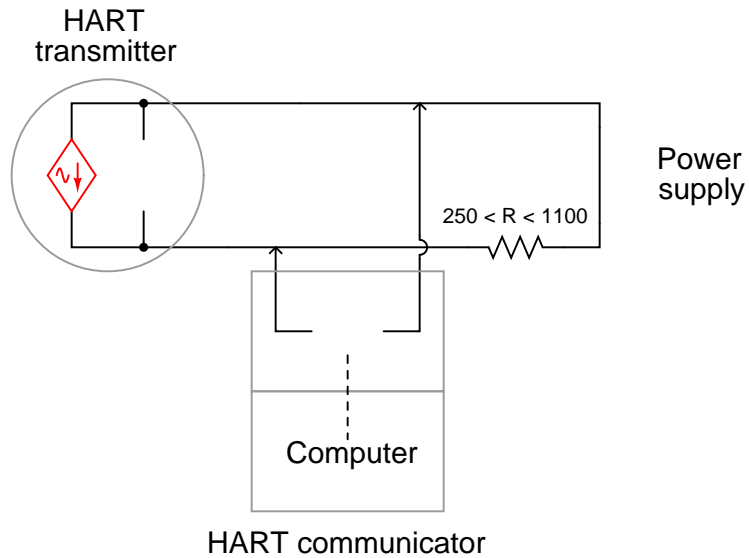 HART
transmitter
Power
supply
250 < R < 1100
Computer
HART communicator